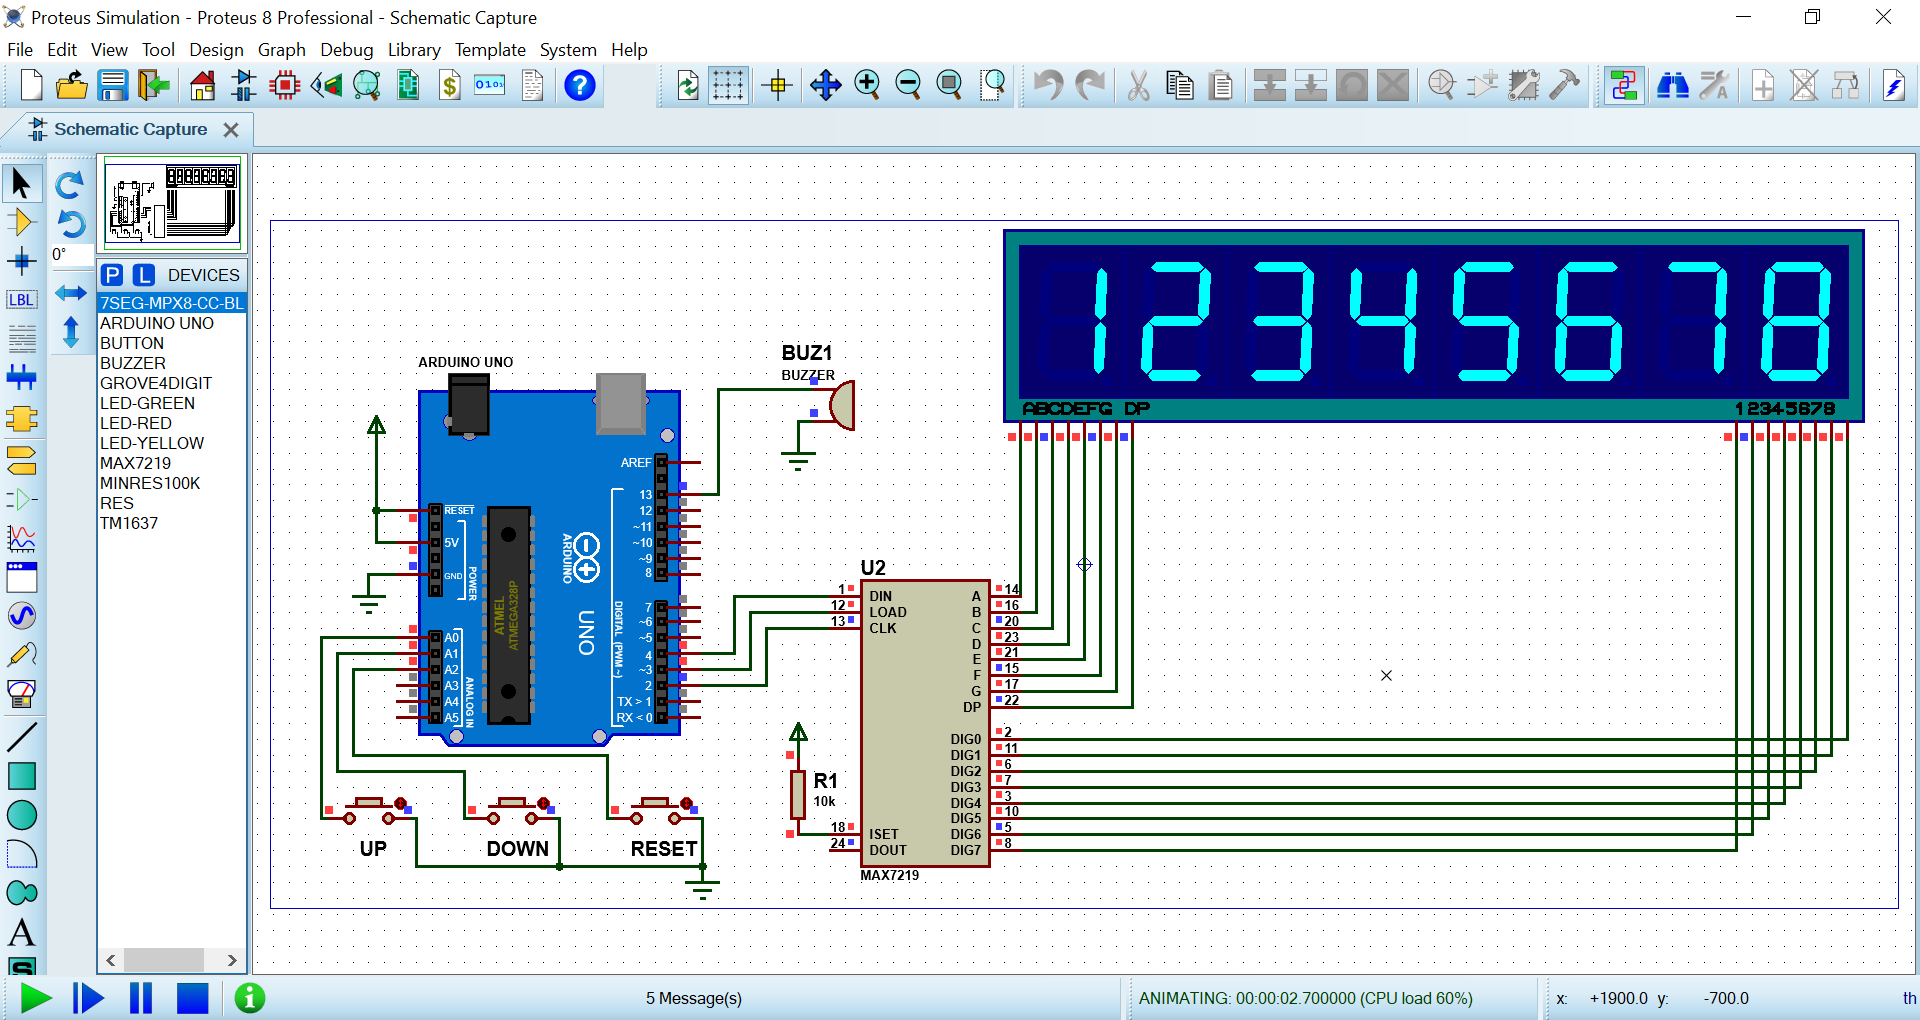 Proteus Simulation - Proteus 8 Professional - Schematic Capture
File Edit View Tool Design Graph Debug Library Template System Help
Schematic Capture
0°
LBL
A
S
P L DEVICES
7SEG-MPX8-CC-BL
ARDUINO UNO
BUTTON
BUZZER
GROVE4DIGIT
LED-GREEN
LED-RED
LED-YELLOW
MAX7219
MINRES100K
RES
TM1637
12345678
ABCDEFG DP
12345678
ARDUINO UNO
BUZ1
BUZZER
AREF
13
12
~11
~10
~9
8
7
~6
~5
4
~3
2
TX > 1
RX < 0
RESET
5V
GND
POWER
A0
A1
A2
A3
A4
A5
ANALOG IN
ATMEL
ATMEGA328P
ARDUINO
UNO
DIGITAL (PWM ~)
U2
1 DIN
12 LOAD
13 CLK
18 ISET
24 DOUT
A 14
B 16
C 20
D 23
E 21
F 15
G 17
DP 22
DIG0 2
DIG1 11
DIG2 6
DIG3 7
DIG4 3
DIG5 10
DIG6 5
DIG7 8
MAX7219
R1
10k
UP
DOWN
RESET
5 Message(s)
ANIMATING: 00:00:02.700000 (CPU load 60%)
x: +1900.0 y: -700.0 th